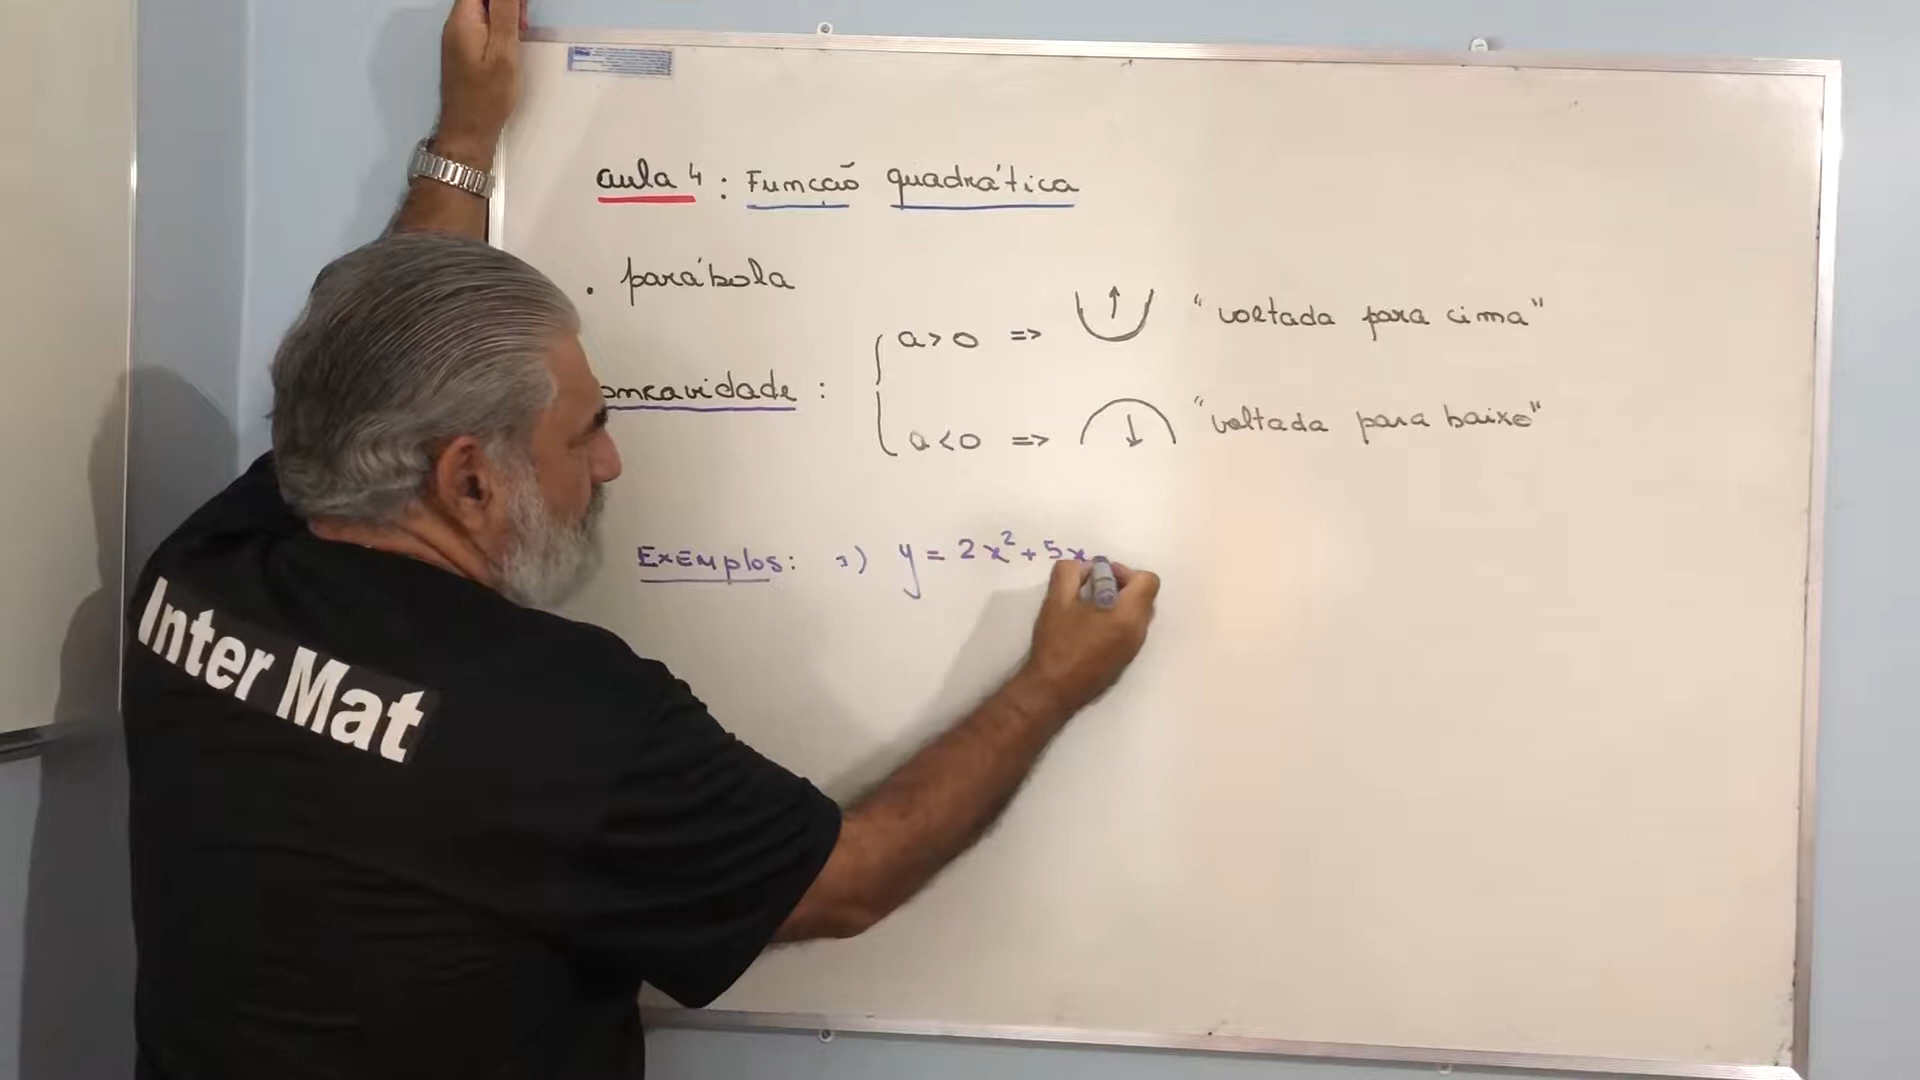 aula 4 : Função quadrática
. parábola
a > 0 => "voltada para cima"
oncavidade :
a < 0 => "voltada para baixo"
Exemplos: 1) y = 2x² + 5x
Inter Mat